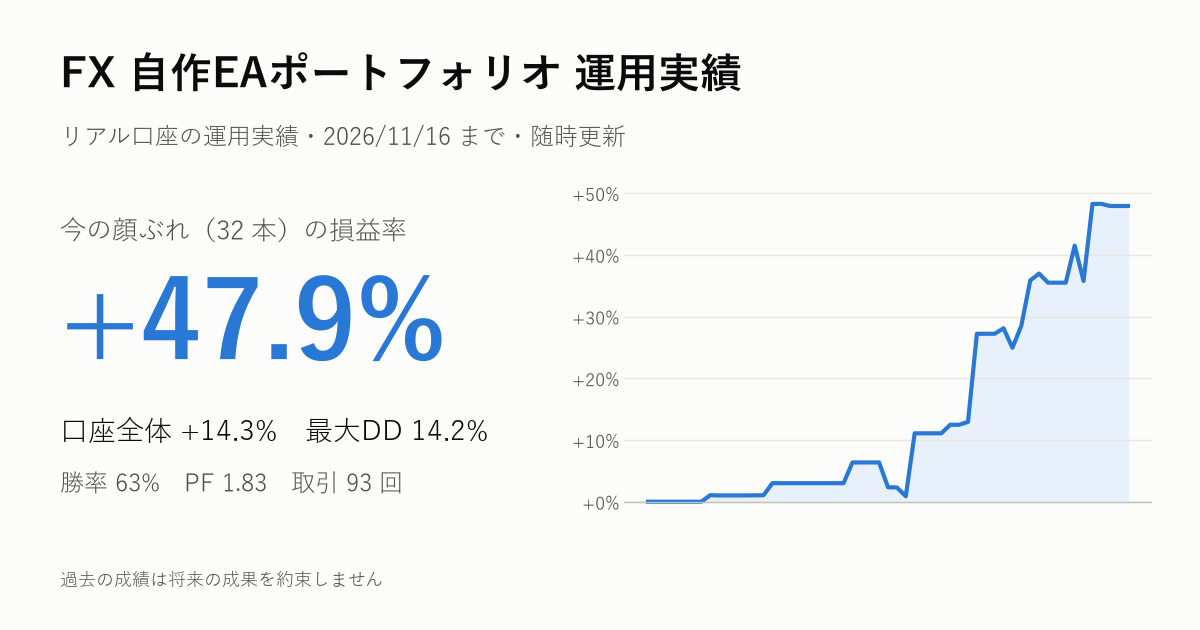 FX 自作EAポートフォリオ 運用実績
リアル口座の運用実績・2026/11/16 まで・随時更新
今の顔ぶれ（32 本）の損益率
+47.9%
口座全体 +14.3%　最大DD 14.2%
勝率 63%　PF 1.83　取引 93 回
+50%
+40%
+30%
+20%
+10%
+0%
過去の成績は将来の成果を約束しません